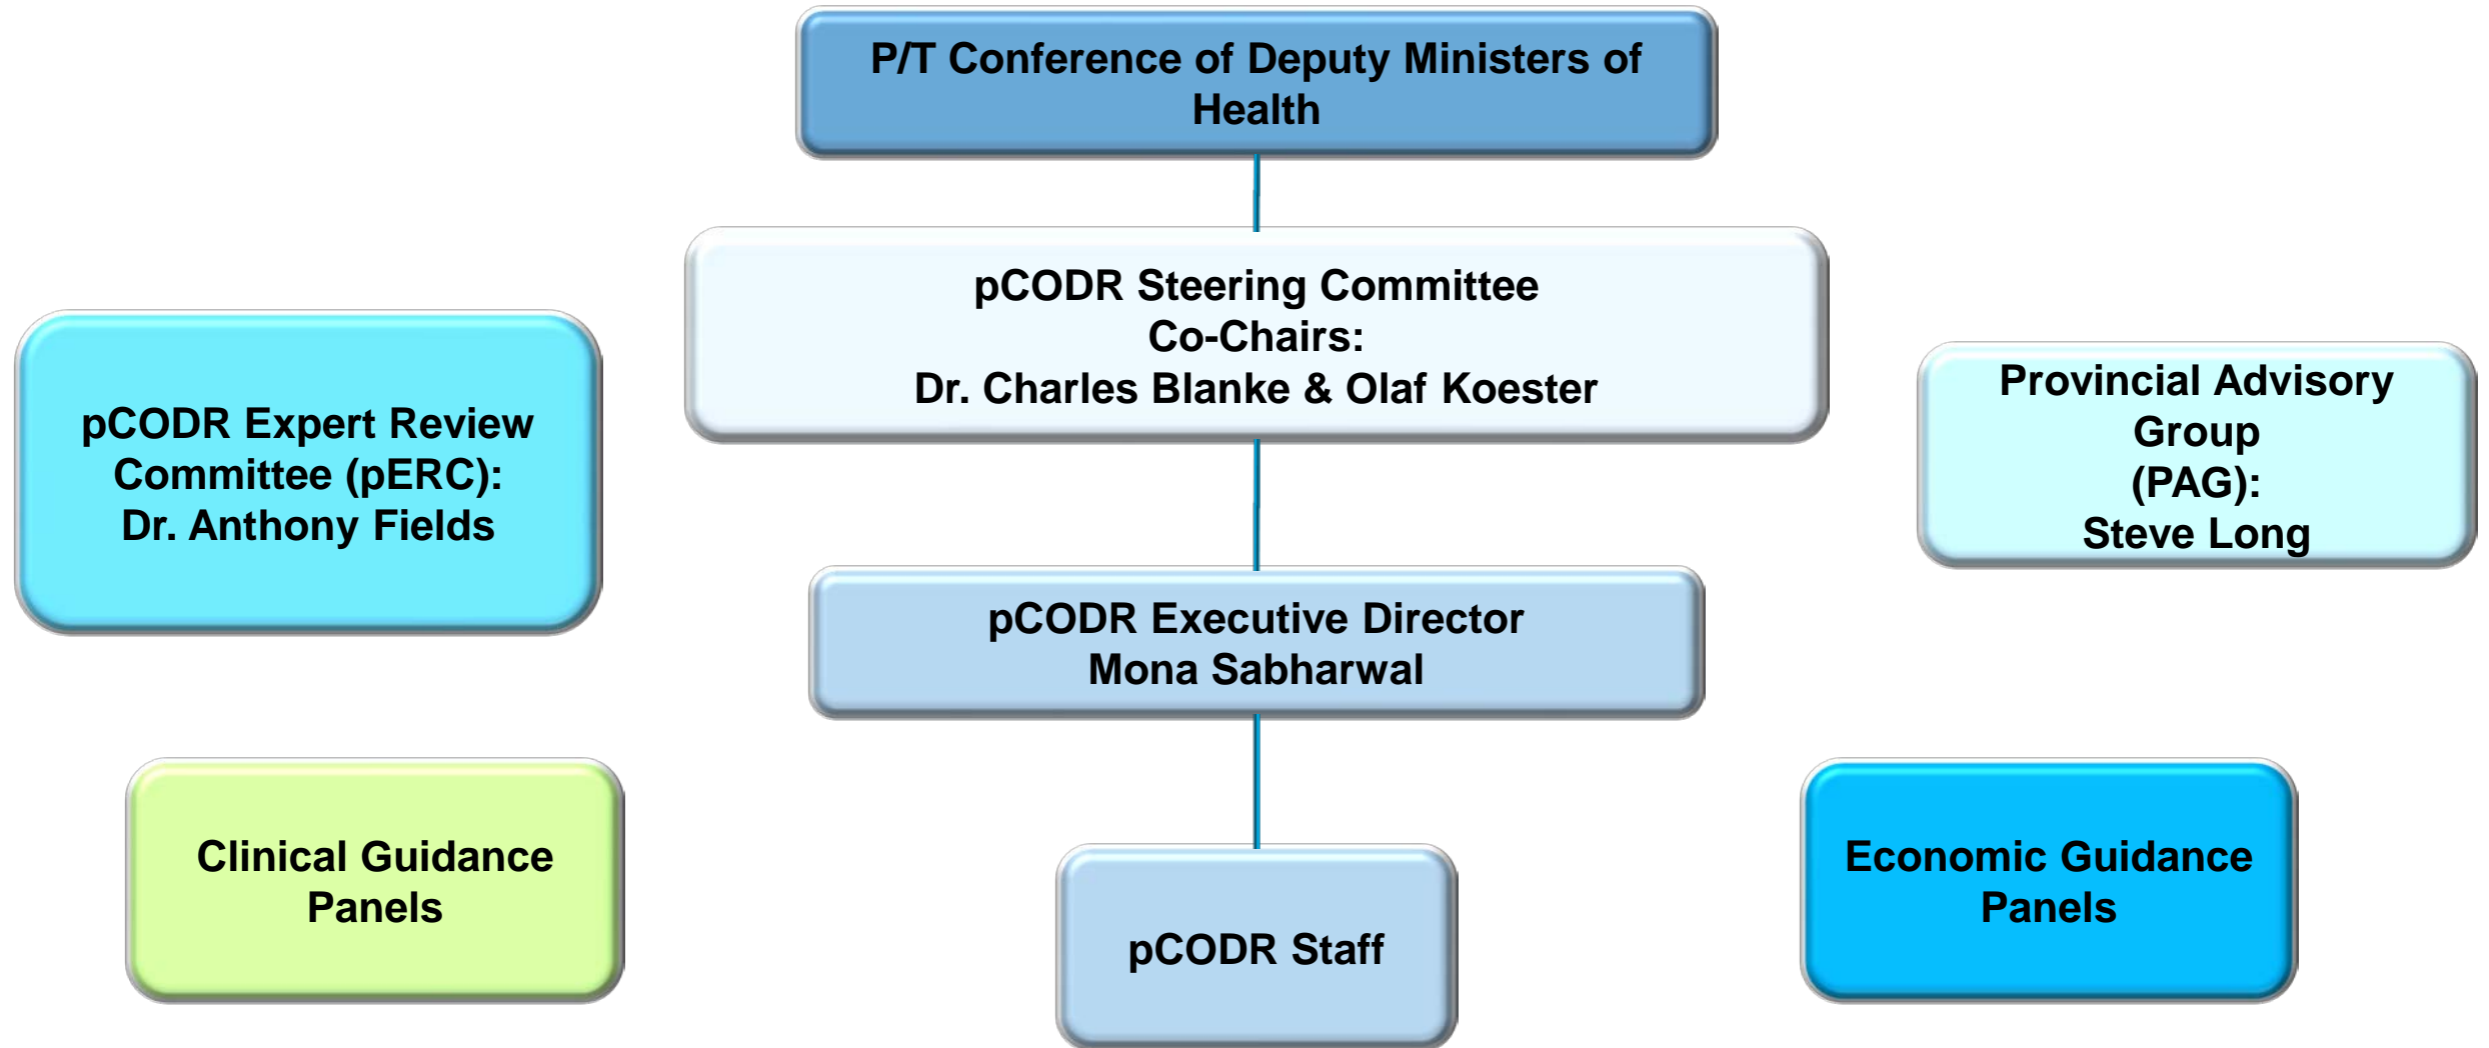 P/T Conference of Deputy Ministers of
Health
pCODR Steering Committee
Co-Chairs:
Dr. Charles Blanke & Olaf Koester
pCODR Expert Review
Committee (pERC):
Dr. Anthony Fields
Provincial Advisory
Group
(PAG):
Steve Long
pCODR Executive Director
Mona Sabharwal
Clinical Guidance
Panels
pCODR Staff
Economic Guidance
Panels